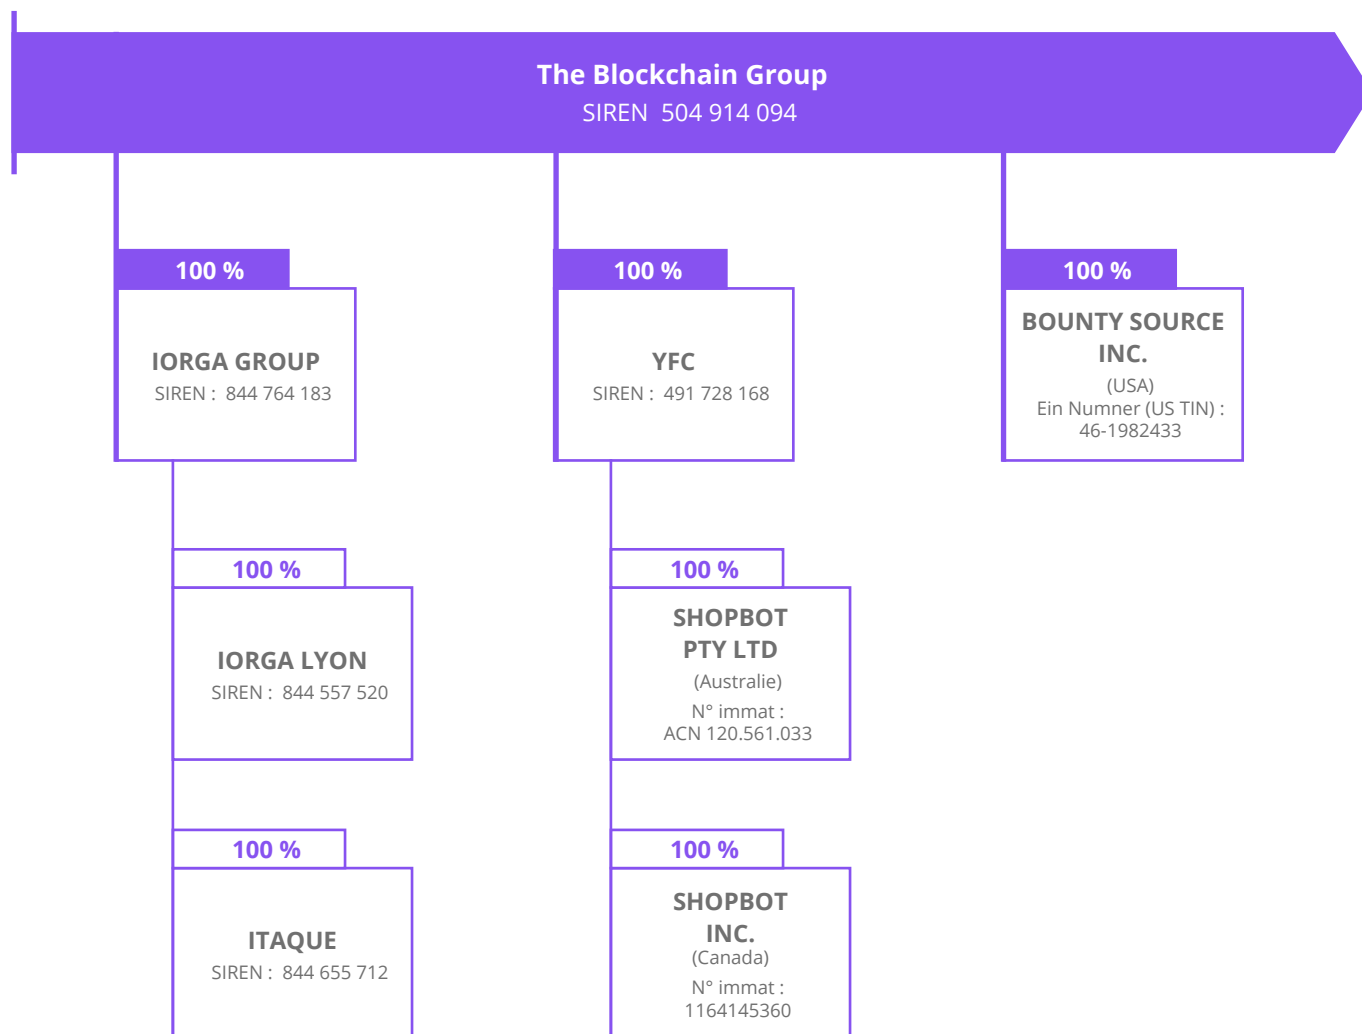 The Blockchain Group
SIREN 504 914 094
100 %
IORGA GROUP
SIREN : 844 764 183
100 %
IORGA LYON
SIREN : 844 557 520
100 %
ITAQUE
SIREN : 844 655 712
100 %
YFC
SIREN : 491 728 168
100 %
SHOPBOT
PTY LTD
(Australie)
N° immat :
ACN 120.561.033
100 %
SHOPBOT
INC.
(Canada)
N° immat :
1164145360
100 %
BOUNTY SOURCE
INC.
(USA)
Ein Numner (US TIN) :
46-1982433